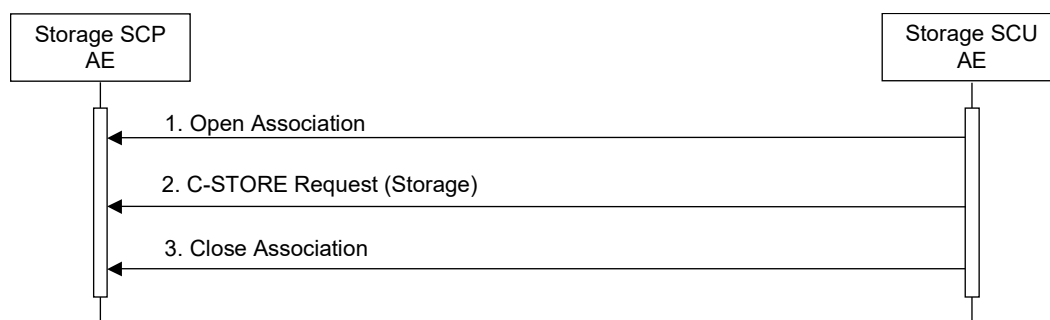 Storage SCP
AE
Storage SCU
AE
1. Open Association
2. C-STORE Request (Storage)
3. Close Association